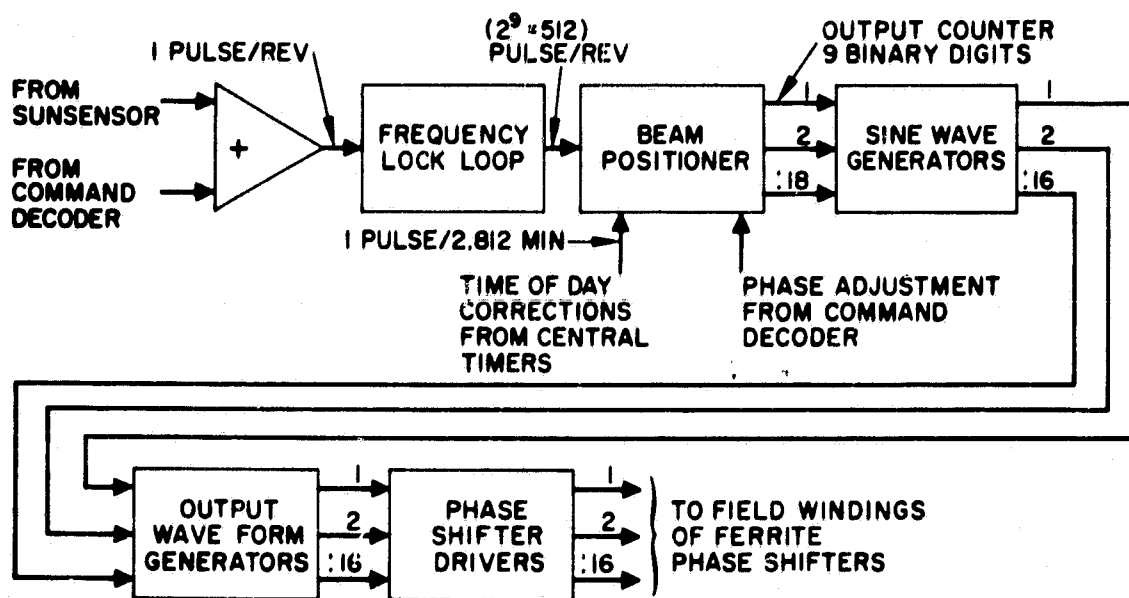 1 PULSE/REV
(2⁹ = 512)
PULSE/REV
OUTPUT COUNTER
9 BINARY DIGITS
FROM
SUNSENSOR
FROM
COMMAND
DECODER
+
FREQUENCY
LOCK LOOP
BEAM
POSITIONER
1
2
:18
SINE WAVE
GENERATORS
1
2
:16
1 PULSE/2.812 MIN
TIME OF DAY
CORRECTIONS
FROM CENTRAL
TIMERS
PHASE ADJUSTMENT
FROM COMMAND
DECODER
OUTPUT
WAVE FORM
GENERATORS
1
2
:16
PHASE
SHIFTER
DRIVERS
1
2
:16
TO FIELD WINDINGS
OF FERRITE
PHASE SHIFTERS